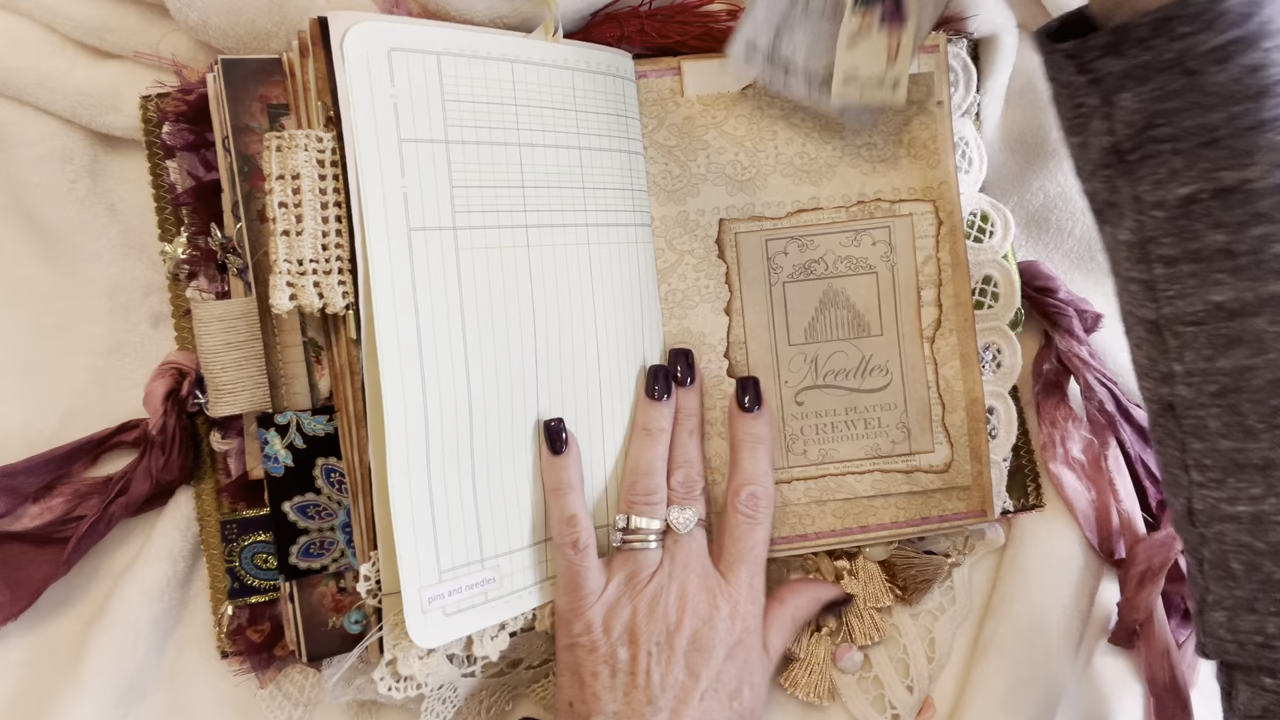 pins and needles
Needles
NICKEL PLATED
CREWEL
EMBROIDERY